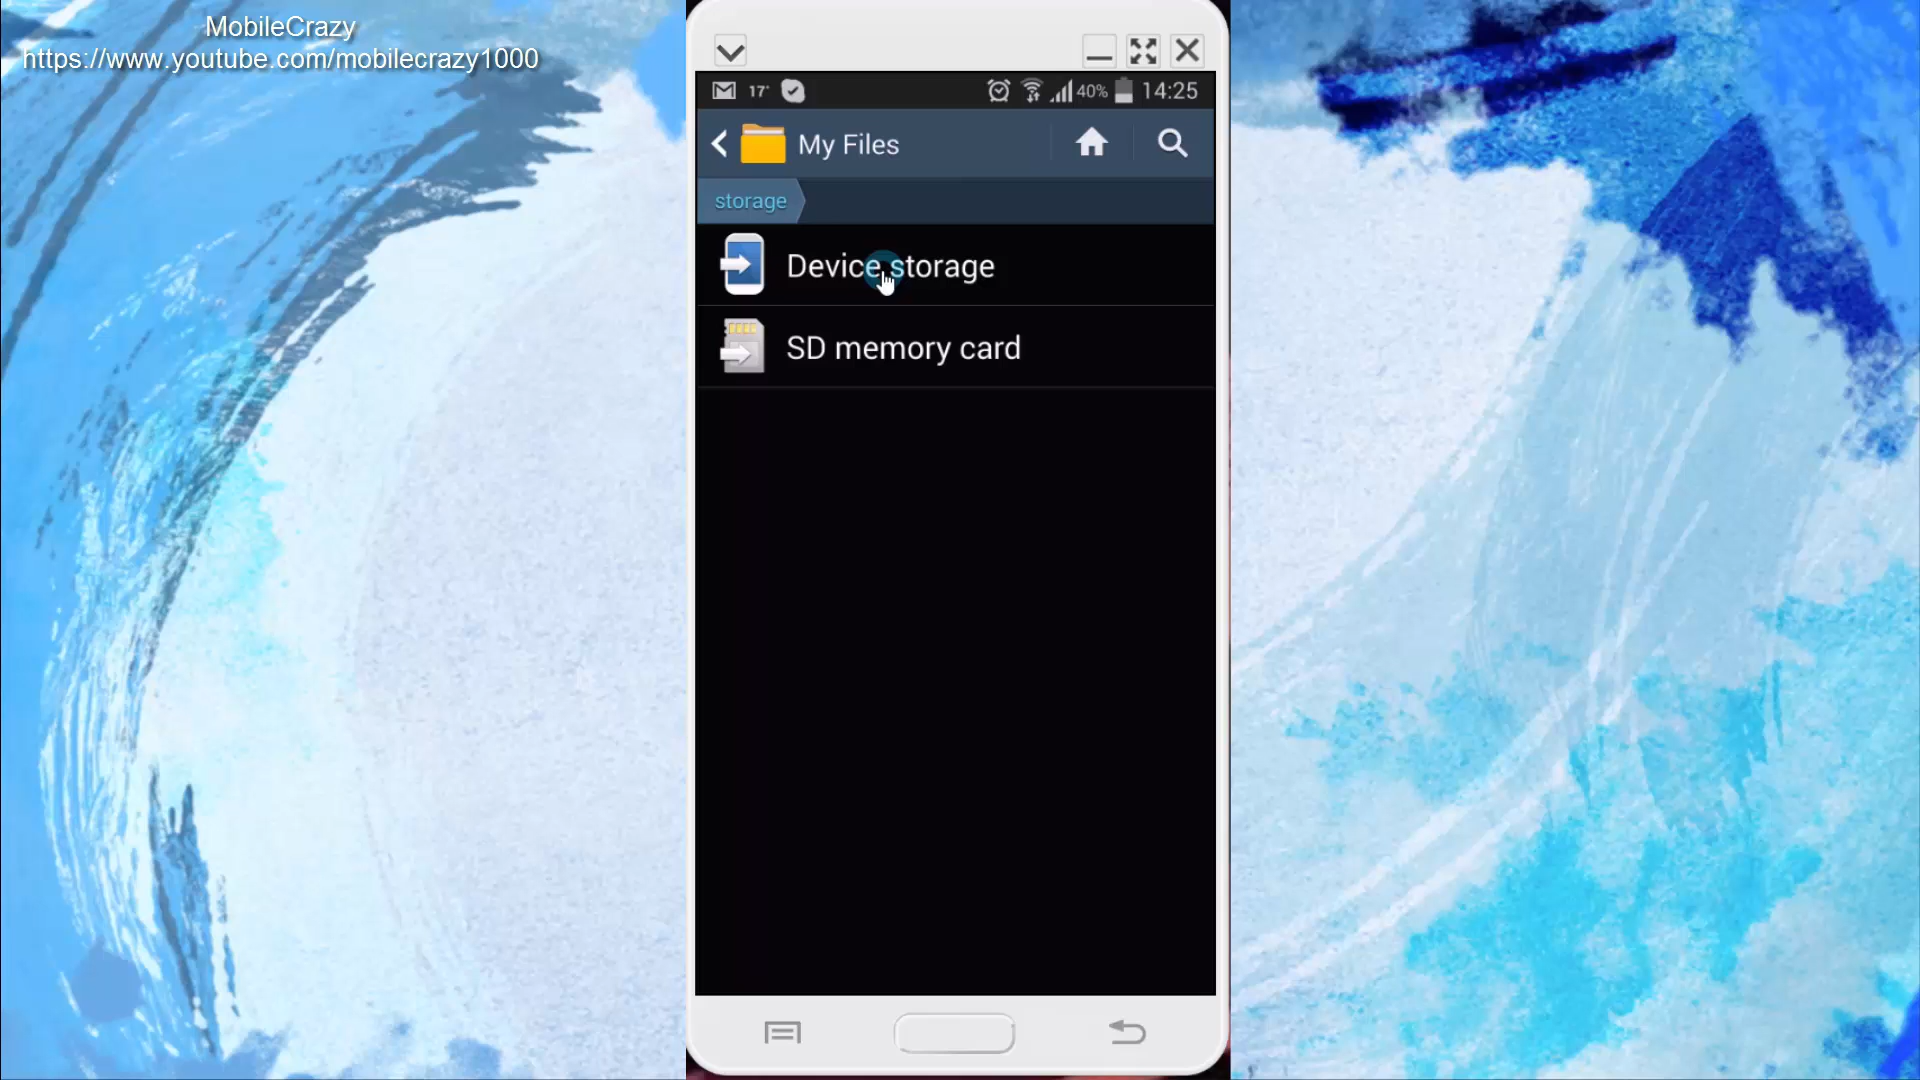 MobileCrazy
https://www.youtube.com/mobilecrazy1000
17° 40% 14:25
My Files
storage
Device storage
SD memory card